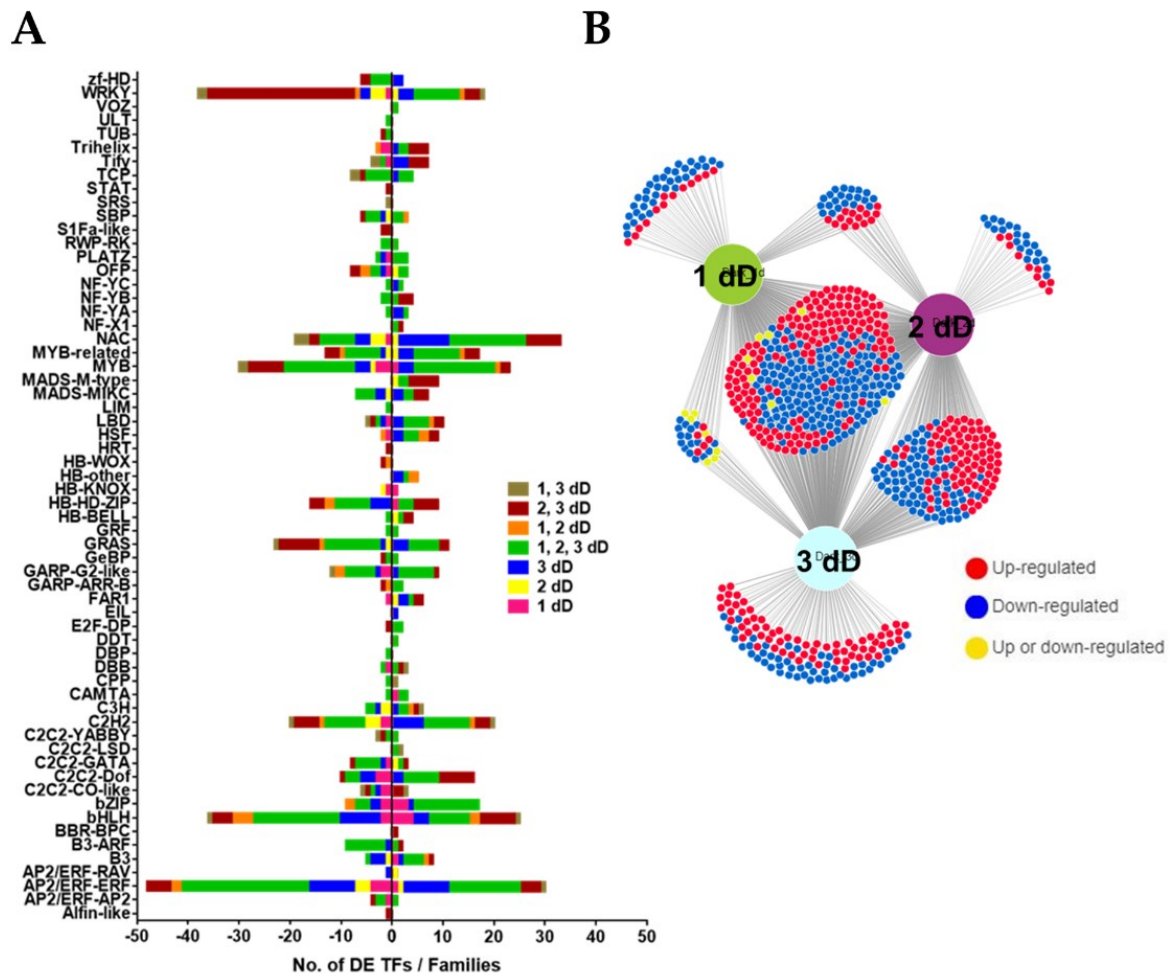 A
B
zf-HD
WRKY
VOZ
ULT
TUB
Trihelix
Tify
TCP
STAT
SRS
SBP
S1Fa-like
RWP-RK
PLATZ
OFP
NF-YC
NF-YB
NF-YA
NF-X1
NAC
MYB-related
MYB
MADS-M-type
MADS-MIKC
LIM
LBD
HSF
HRT
HB-WOX
HB-other
HB-KNOX
HB-HD-ZIP
HB-BELL
GRF
GRAS
GeBP
GARP-G2-like
GARP-ARR-B
FAR1
EIL
E2F-DP
DDT
DBP
DBB
CPP
CAMTA
C3H
C2H2
C2C2-YABBY
C2C2-LSD
C2C2-GATA
C2C2-Dof
C2C2-CO-like
bZIP
bHLH
BBR-BPC
B3-ARF
B3
AP2/ERF-RAV
AP2/ERF-ERF
AP2/ERF-AP2
Alfin-like
-50 -40 -30 -20 -10 0 10 20 30 40 50
No. of DE TFs / Families
1, 3 dD
2, 3 dD
1, 2 dD
1, 2, 3 dD
3 dD
2 dD
1 dD
1 dD
2 dD
3 dD
Up-regulated
Down-regulated
Up or down-regulated